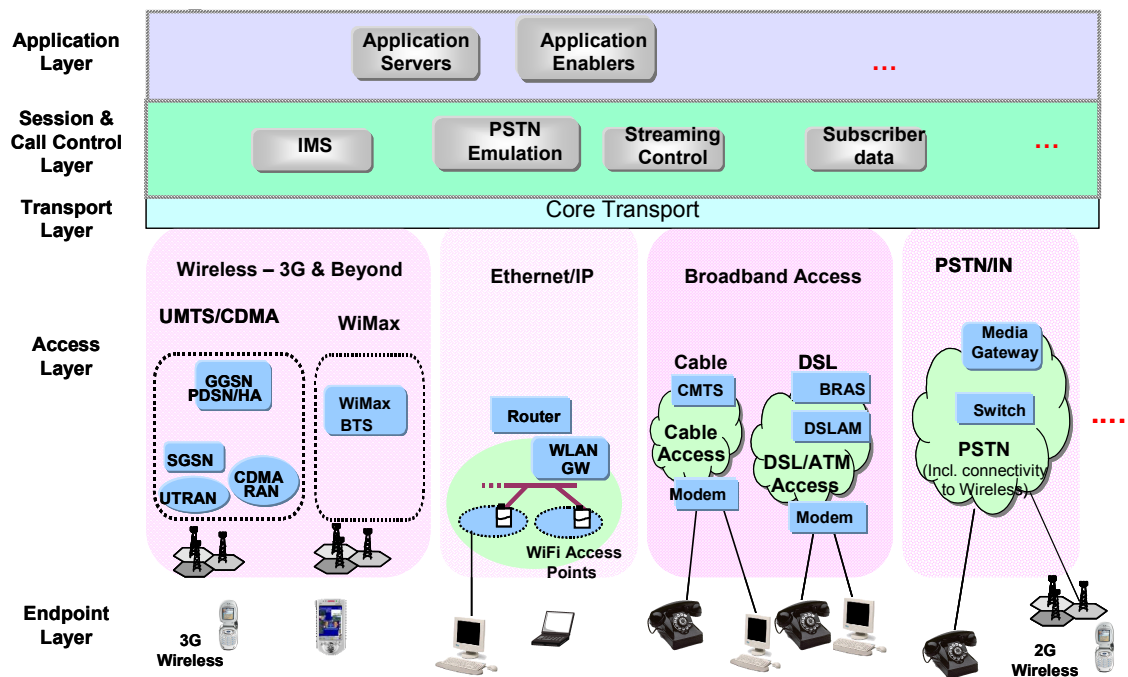 Application
Layer
Application
Servers
Application
Enablers
...
Session &
Call Control
Layer
IMS
PSTN
Emulation
Streaming
Control
Subscriber
data
...
Transport
Layer
Core Transport
Access
Layer
Wireless – 3G & Beyond
UMTS/CDMA
WiMax
GGSN
PDSN/HA
SGSN
UTRAN
CDMA
RAN
WiMax
BTS
Ethernet/IP
Router
WLAN
GW
WiFi Access
Points
Broadband Access
Cable
CMTS
Cable
Access
Modem
DSL
BRAS
DSLAM
DSL/ATM
Access
Modem
PSTN/IN
Media
Gateway
Switch
PSTN
(Incl. connectivity
to Wireless)
....
Endpoint
Layer
3G
Wireless
2G
Wireless